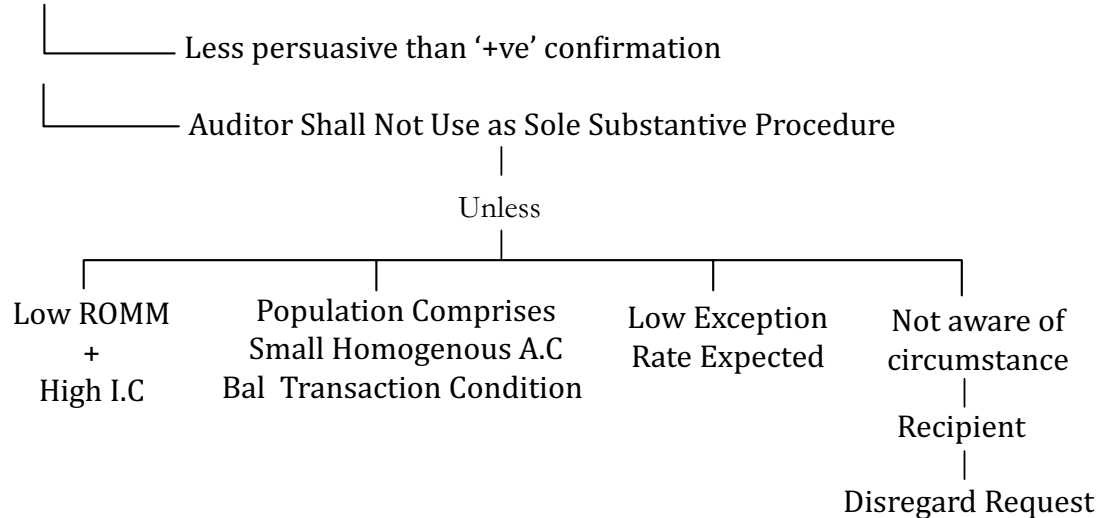 Less persuasive than ‘+ve’ confirmation
Auditor Shall Not Use as Sole Substantive Procedure
Unless
Low ROMM
+
High I.C
Population Comprises
Small Homogenous A.C
Bal Transaction Condition
Low Exception
Rate Expected
Not aware of
circumstance
Recipient
Disregard Request